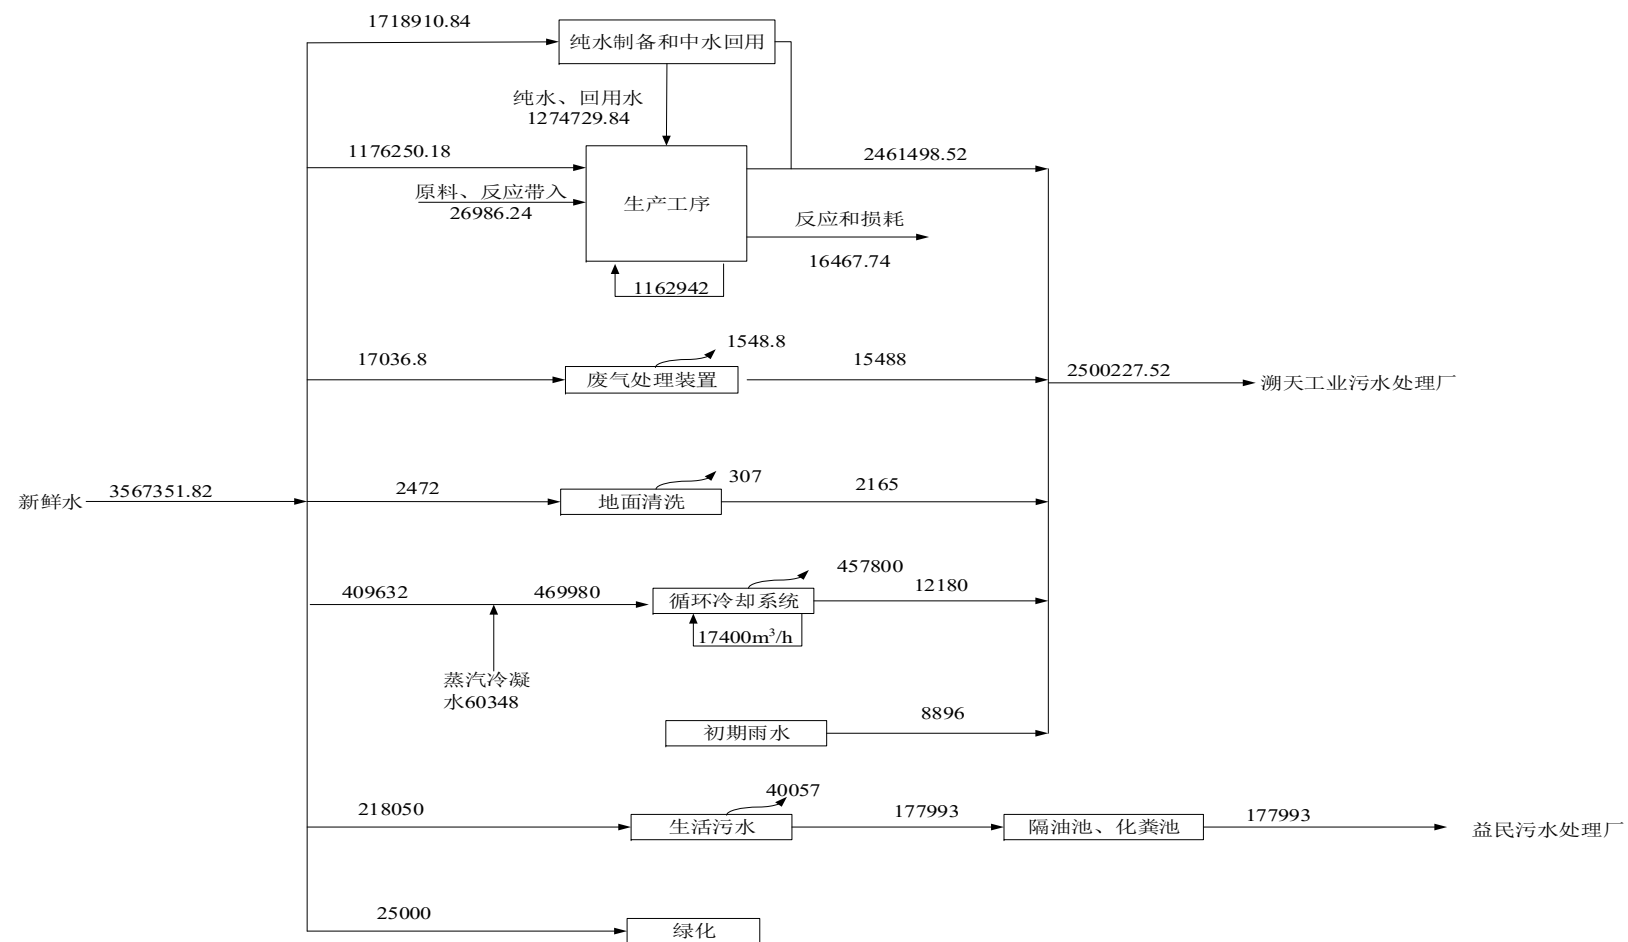 1718910.84
纯水制备和中水回用
纯水、回用水
1274729.84
1176250.18
2461498.52
原料、反应带入
26986.24
生产工序
反应和损耗
16467.74
1162942
17036.8
1548.8
15488
废气处理装置
2500227.52
溯天工业污水处理厂
新鲜水
3567351.82
2472
307
2165
地面清洗
409632
469980
457800
12180
循环冷却系统
17400m³/h
蒸汽冷凝
水60348
8896
初期雨水
218050
40057
177993
177993
生活污水
隔油池、化粪池
益民污水处理厂
25000
绿化